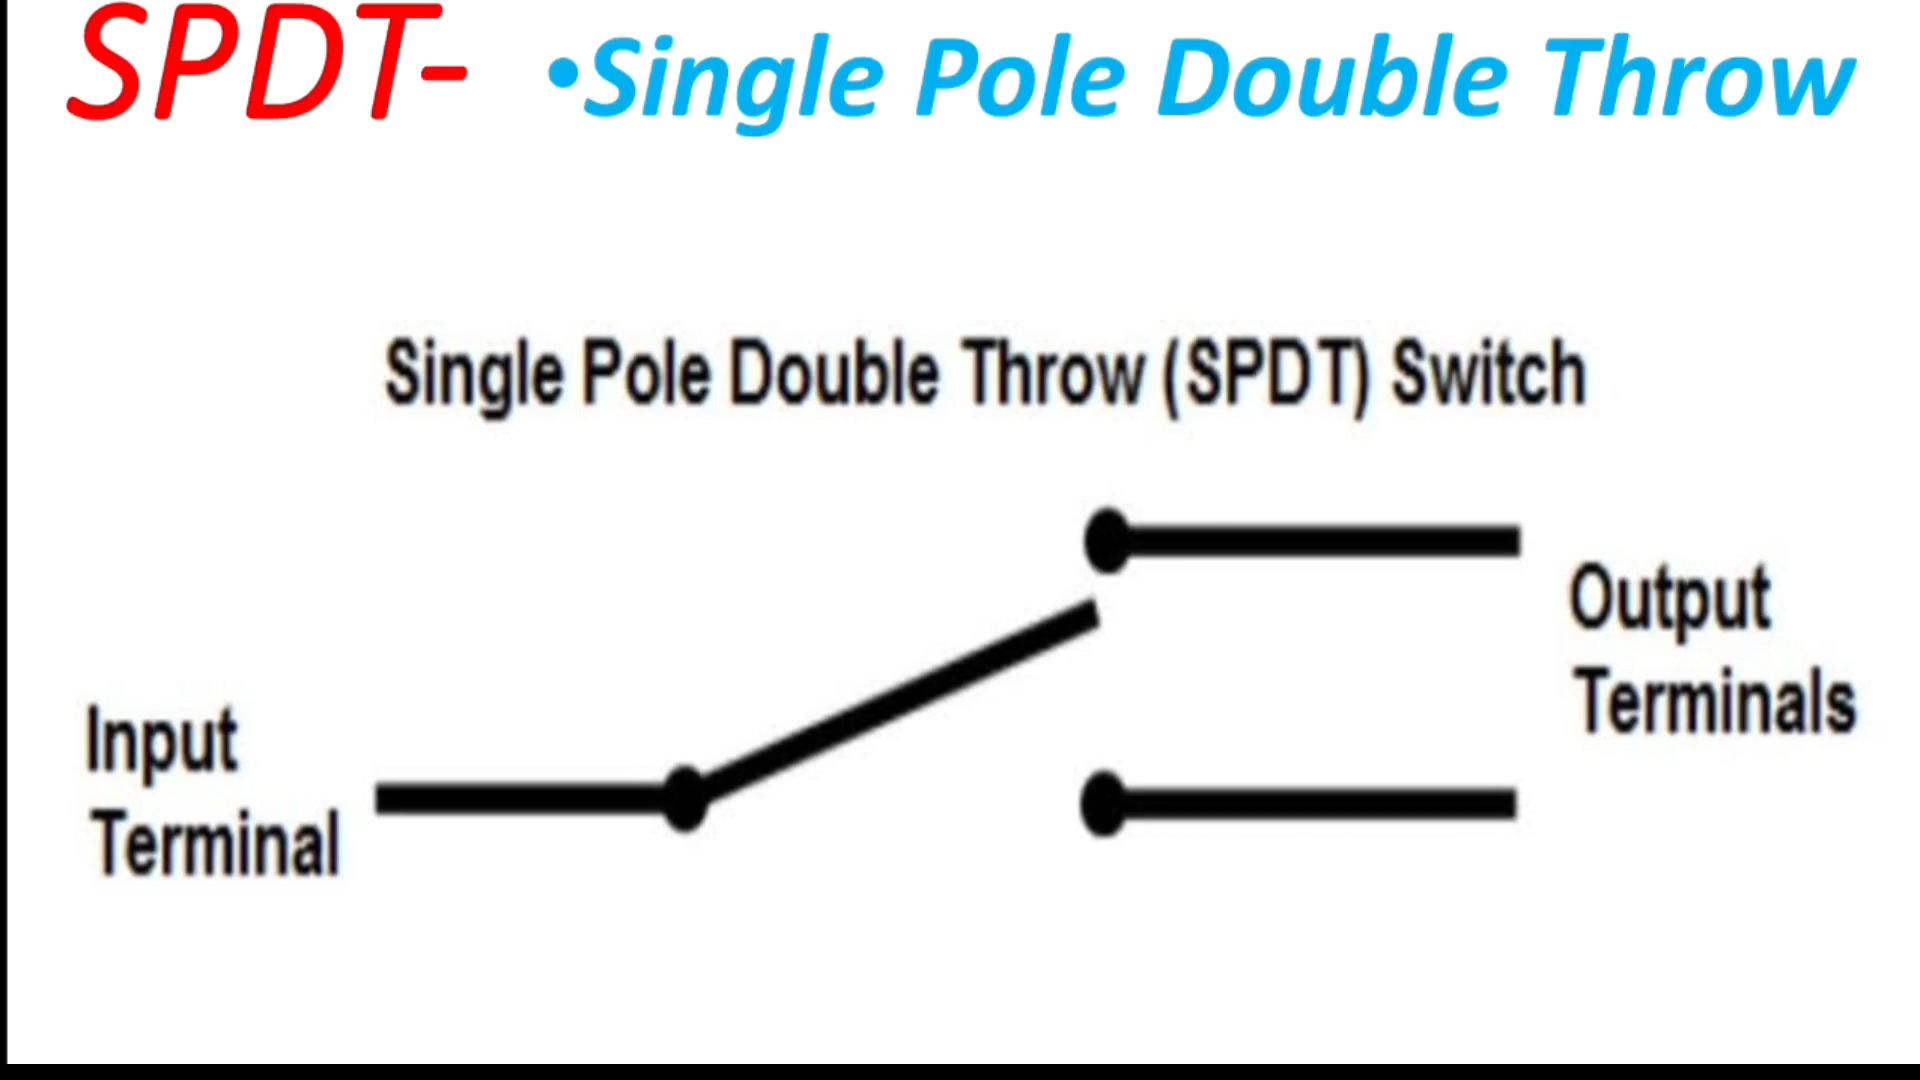 SPDT- •Single Pole Double Throw
Single Pole Double Throw (SPDT) Switch
Output
Terminals
Input
Terminal